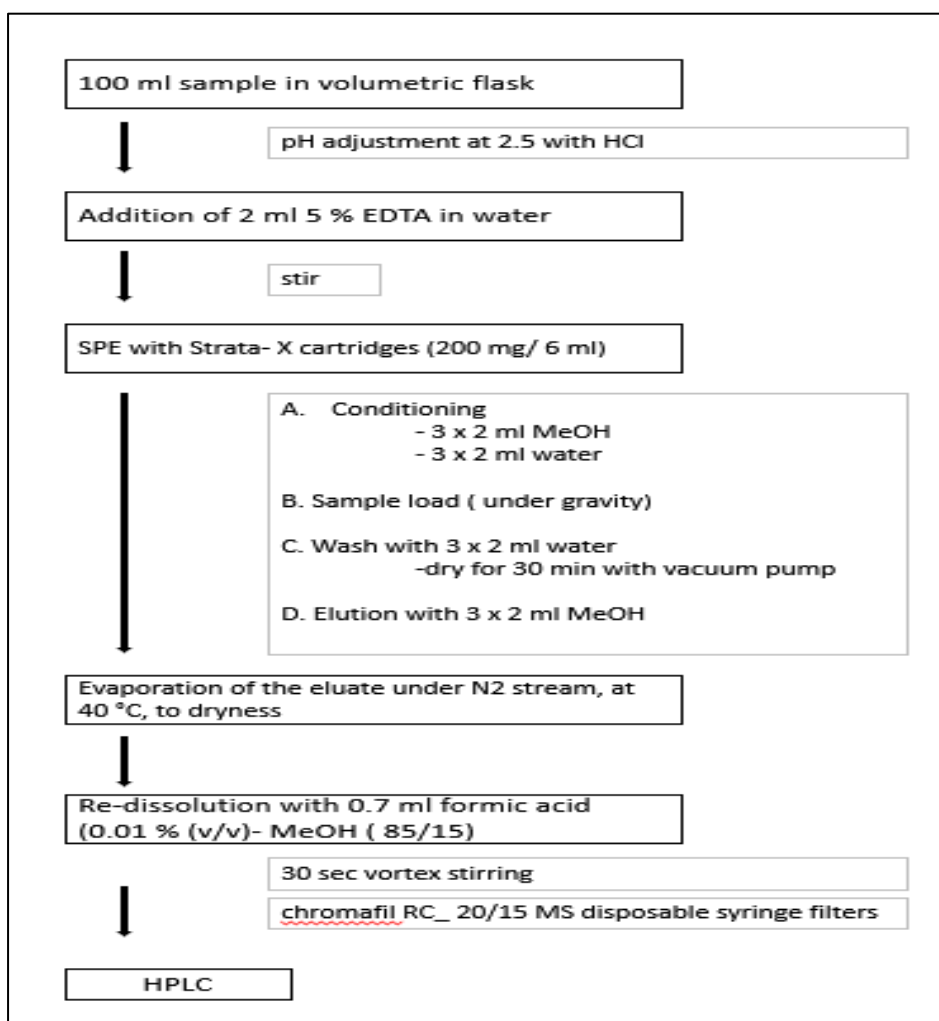 100 ml sample in volumetric flask
pH adjustment at 2.5 with HCl
Addition of 2 ml 5 % EDTA in water
stir
SPE with Strata- X cartridges (200 mg/ 6 ml)
A. Conditioning
- 3 x 2 ml MeOH
- 3 x 2 ml water
B. Sample load ( under gravity)
C. Wash with 3 x 2 ml water
-dry for 30 min with vacuum pump
D. Elution with 3 x 2 ml MeOH
Evaporation of the eluate under N2 stream, at
40 °C, to dryness
Re-dissolution with 0.7 ml formic acid
(0.01 % (v/v)- MeOH ( 85/15)
30 sec vortex stirring
chromafil RC_ 20/15 MS disposable syringe filters
HPLC